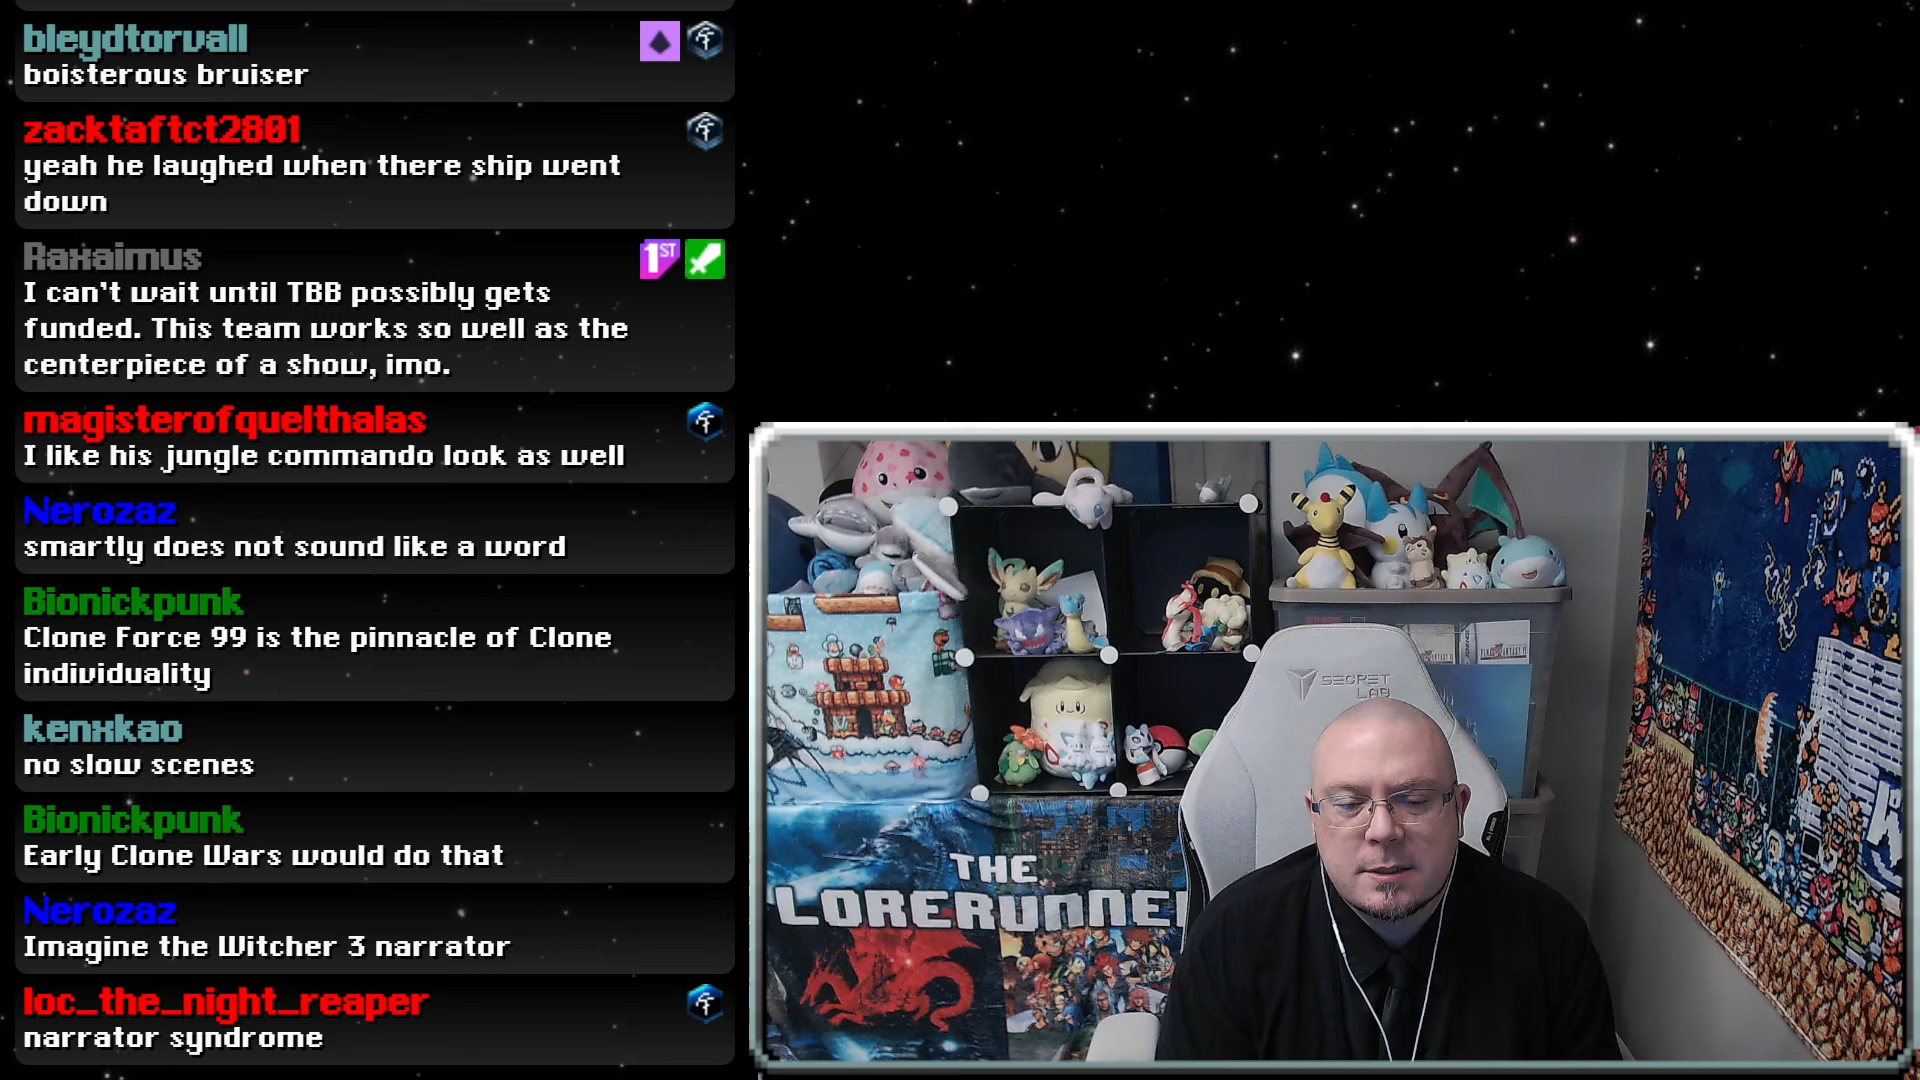 bleydtorvall
boisterous bruiser
zacktaftct2801
yeah he laughed when there ship went
down
Raxaimus
1ST
I can't wait until TBB possibly gets
funded. This team works so well as the
centerpiece of a show, imo.
magisterofquelthalas
I like his jungle commando look as well
Nerozaz
smartly does not sound like a word
Bionickpunk
Clone Force 99 is the pinnacle of Clone
individuality
kenxkao
no slow scenes
Bionickpunk
Early Clone Wars would do that
Nerozaz
Imagine the Witcher 3 narrator
loc_the_night_reaper
narrator syndrome
SECRET
LAB
THE
LORERUNNE